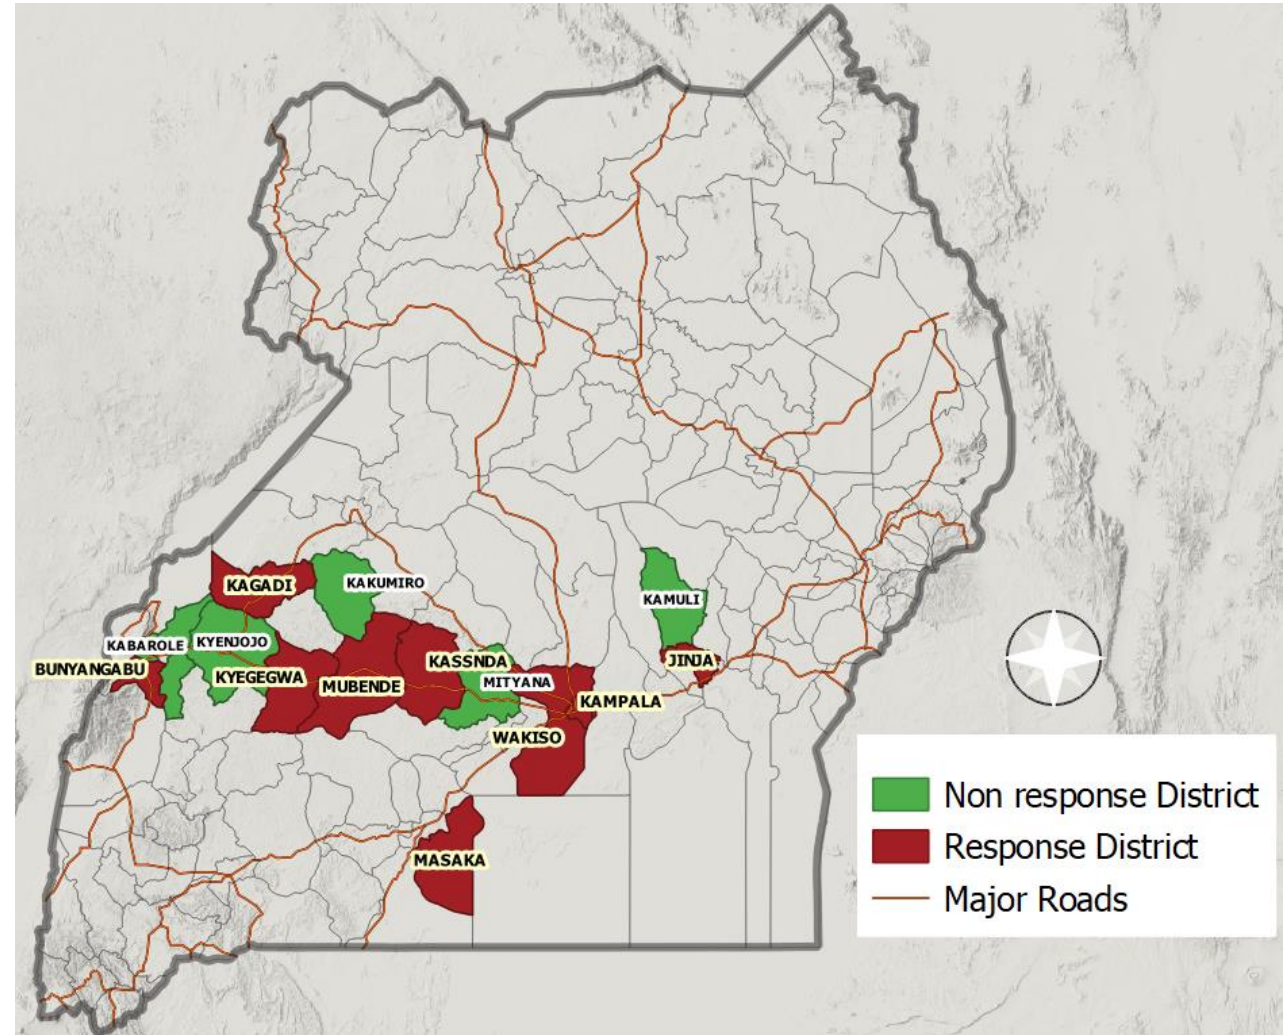 KAGADI
KAKUMIRO
KAMULI
KABAROLE
KYENJOJO
BUNYANGABU
KYEGEGWA
MUBENDE
KASSNDA
MITYANA
JINJA
KAMPALA
WAKISO
MASAKA
Non response District
Response District
Major Roads